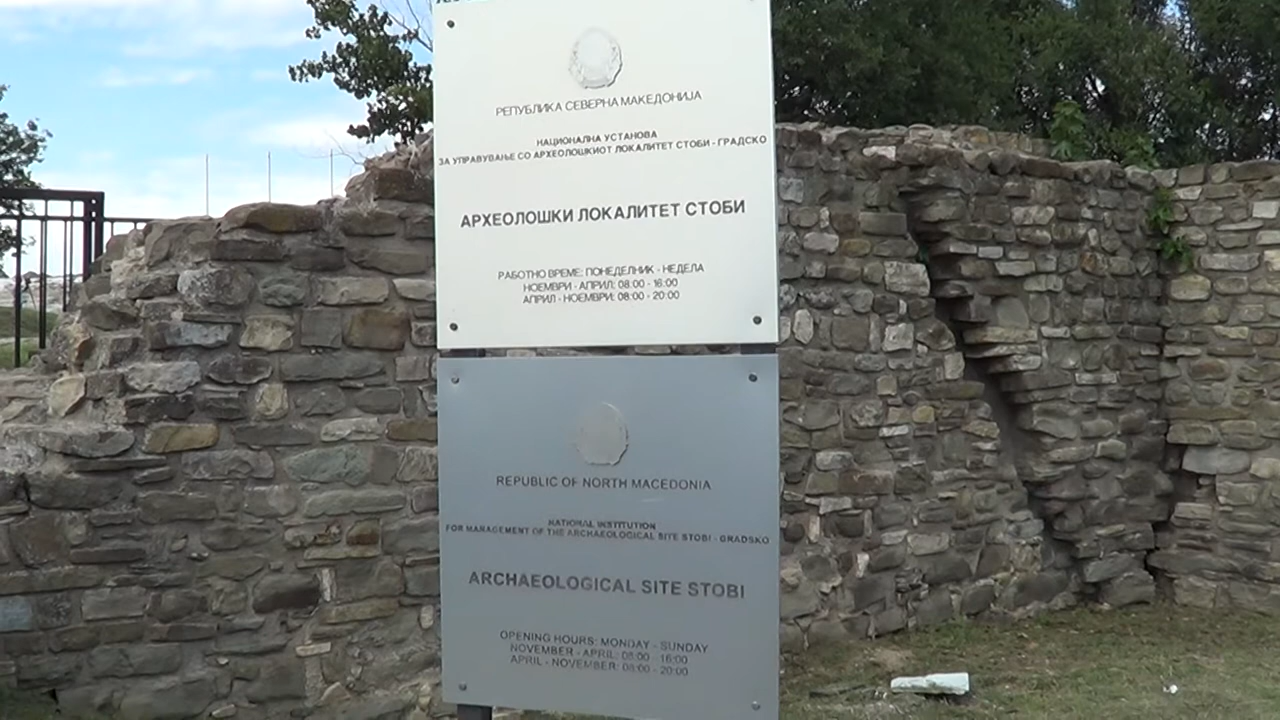 РЕПУБЛИКА СЕВЕРНА МАКЕДОНИЈА
НАЦИОНАЛНА УСТАНОВА
ЗА УПРАВУВАЊЕ СО АРХЕОЛОШКИОТ ЛОКАЛИТЕТ СТОБИ - ГРАДСКО
АРХЕОЛОШКИ ЛОКАЛИТЕТ СТОБИ
РАБОТНО ВРЕМЕ: ПОНЕДЕЛНИК - НЕДЕЛА
НОЕМВРИ - АПРИЛ: 08:00 - 16:00
АПРИЛ - НОЕМВРИ: 08:00 - 20:00
REPUBLIC OF NORTH MACEDONIA
NATIONAL INSTITUTION
FOR MANAGEMENT OF THE ARCHAEOLOGICAL SITE STOBI - GRADSKO
ARCHAEOLOGICAL SITE STOBI
OPENING HOURS: MONDAY - SUNDAY
NOVEMBER - APRIL: 08:00 - 16:00
APRIL - NOVEMBER: 08:00 - 20:00